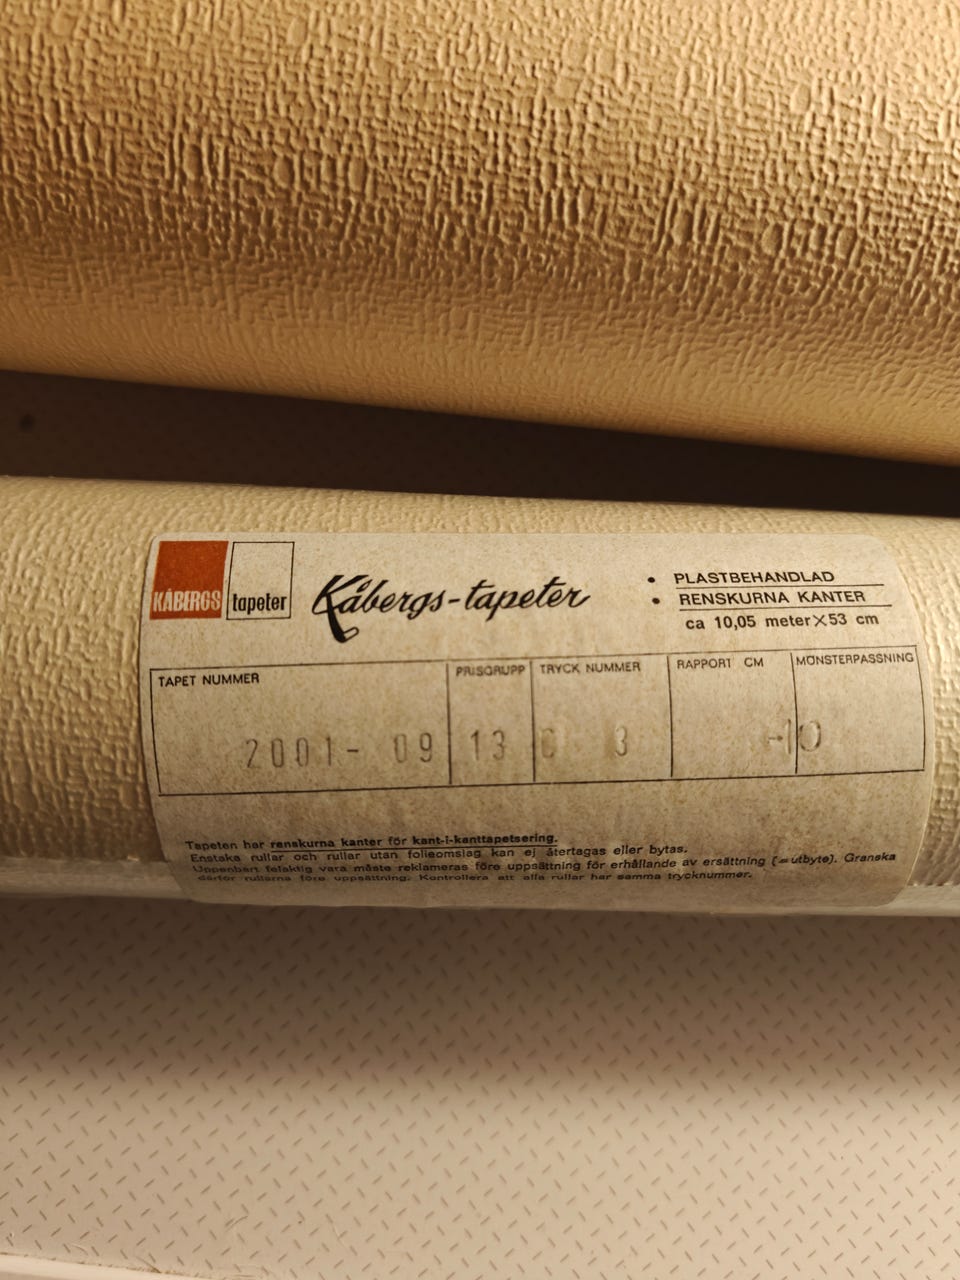 KÅBERGS tapeter
Kåbergs-tapeter
• PLASTBEHANDLAD
• RENSKURNA KANTER
ca 10,05 meter×53 cm
TAPET NUMMER PRISGRUPP TRYCK NUMMER RAPPORT CM MÖNSTERPASSNING
2001- 09 13 3 -10
Tapeten har renskurna kanter för kant-i-kanttapetsering.
Enstaka rullar och rullar utan folieomslag kan ej återtagas eller bytas.
Uppenbart felaktig vara måste reklameras före uppsättning för erhållande av ersättning (=utbyte). Granska
därför rullarna före uppsättning. Kontrollera att alla rullar har samma trycknummer.